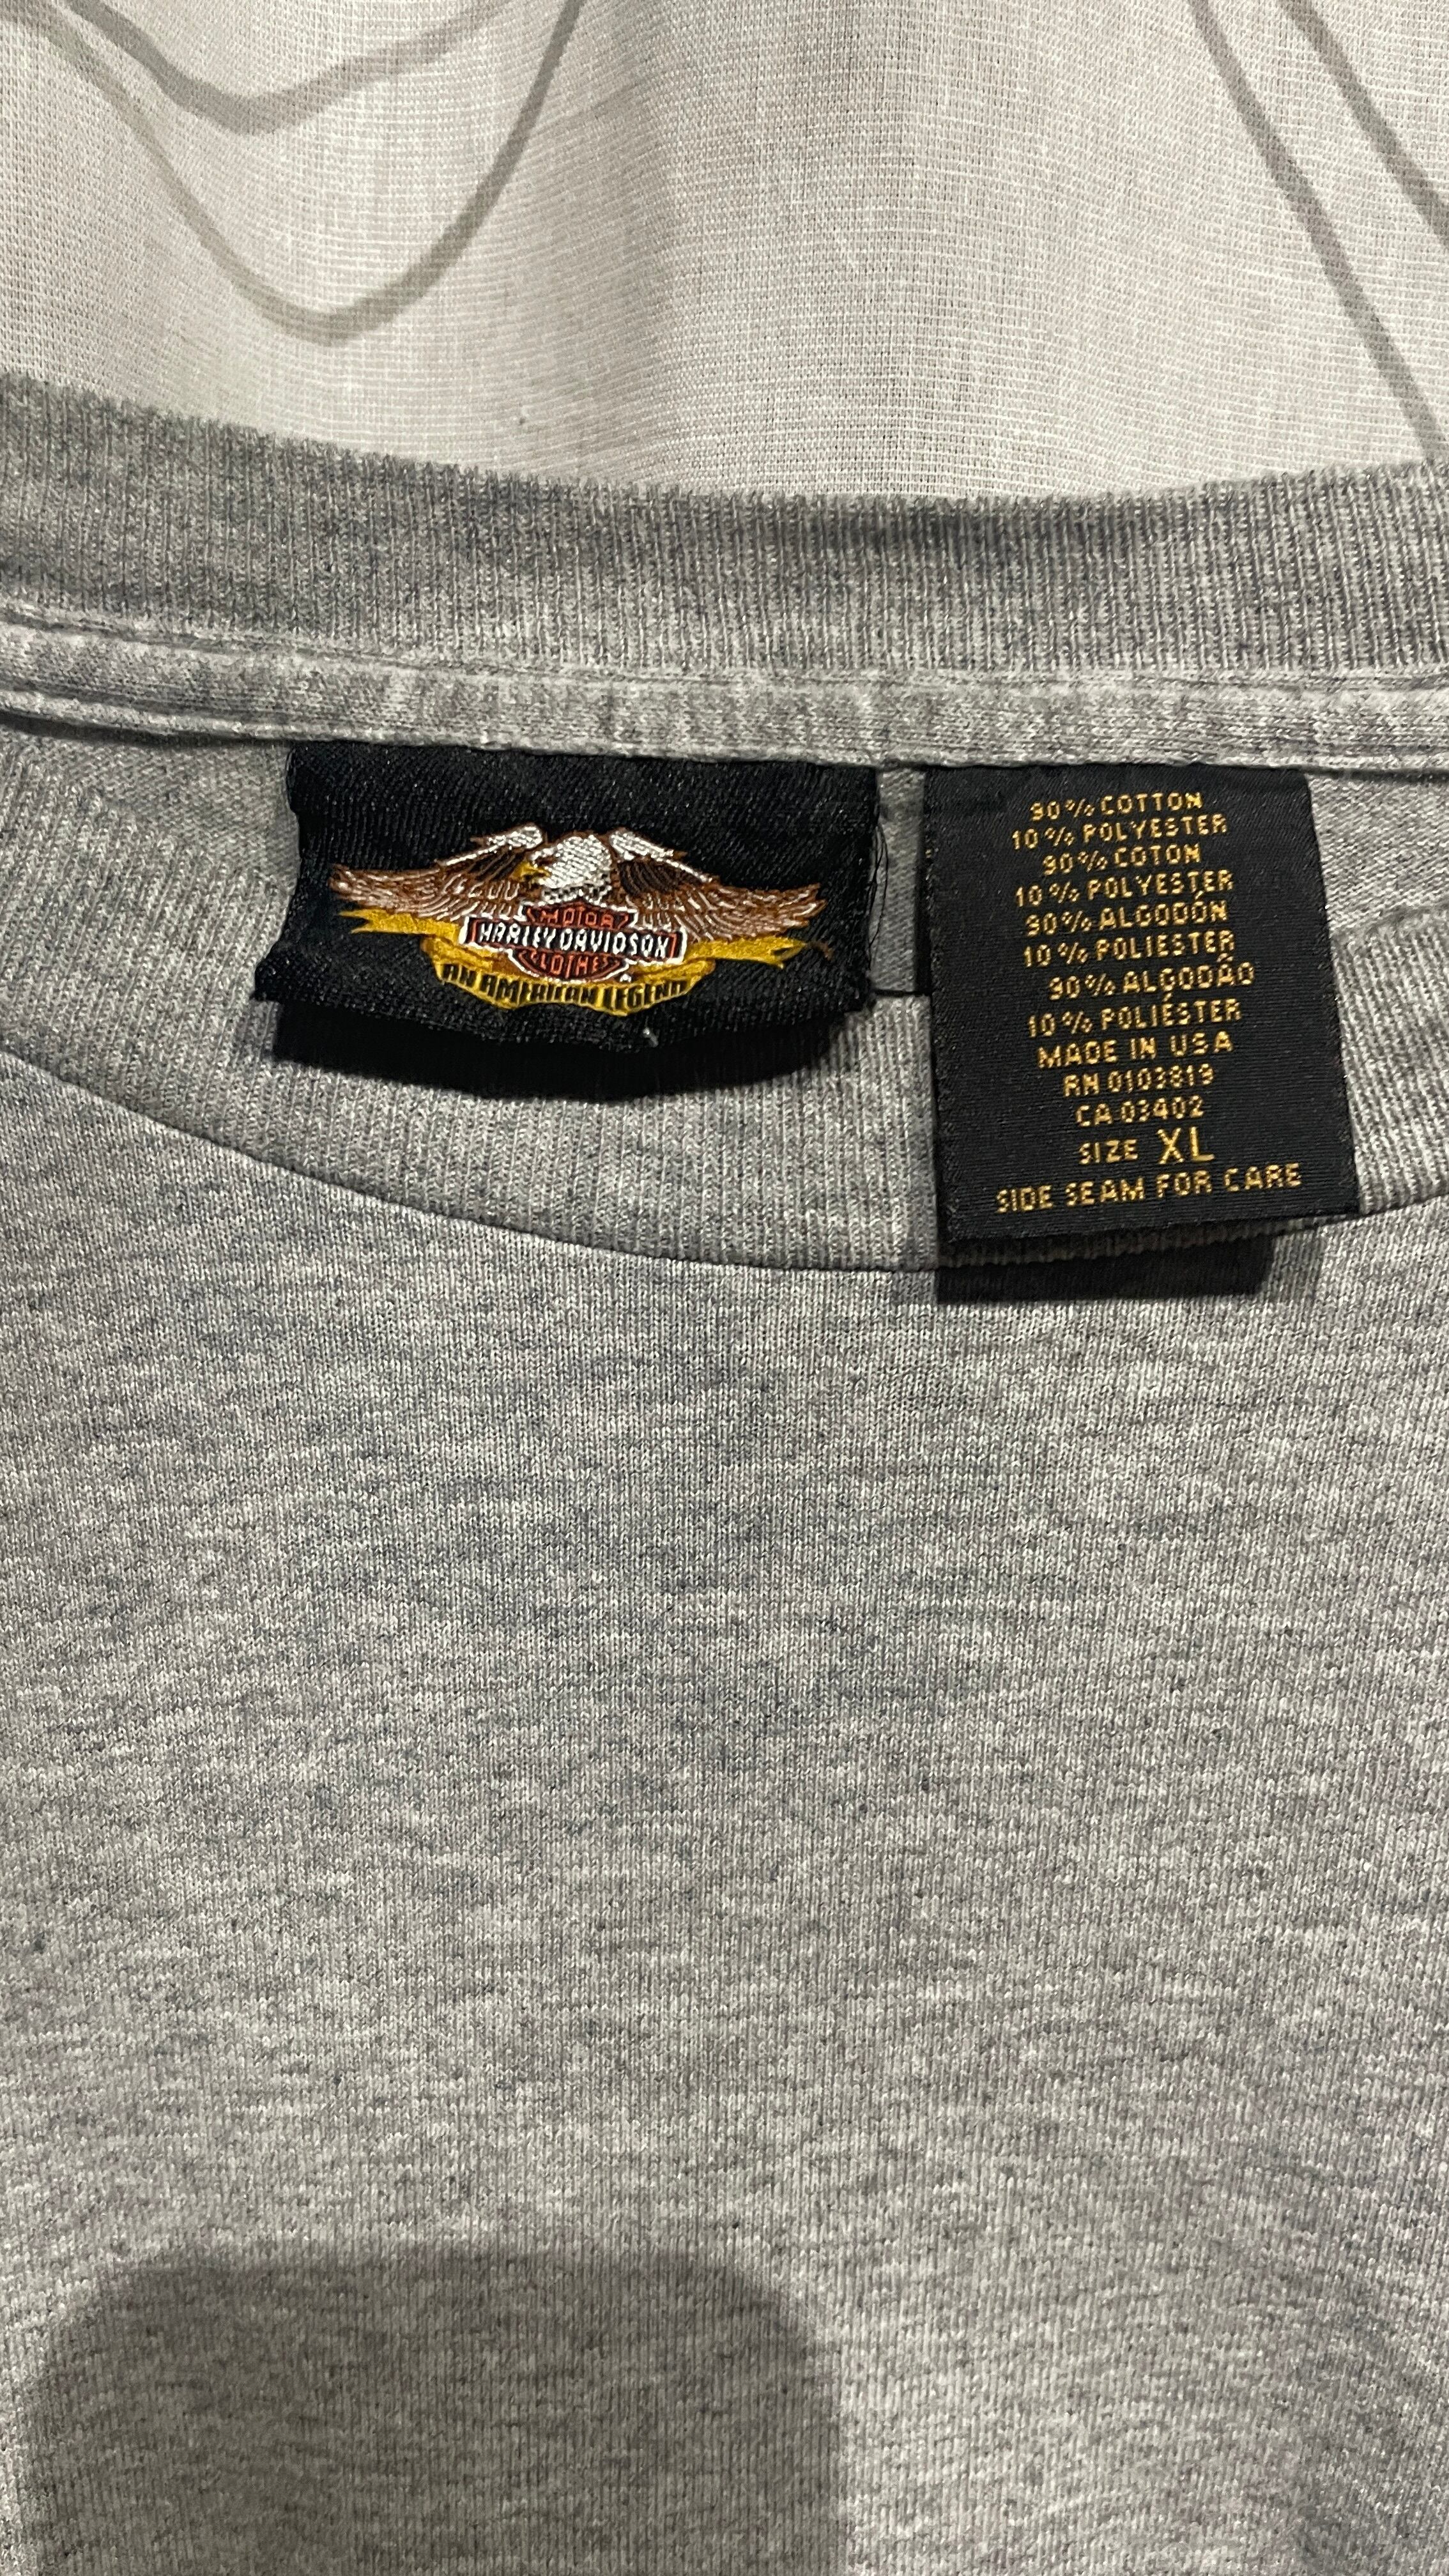 MOTOR
HARLEY-DAVIDSON
CLOTHES
AN AMERICAN LEGEND
90% COTTON
10% POLYESTER
90% COTON
10% POLYESTER
90% ALGODÓN
10% POLIESTER
90% ALGODÃO
10% POLIÉSTER
MADE IN USA
RN 0103819
CA 03402
SIZE XL
SIDE SEAM FOR CARE